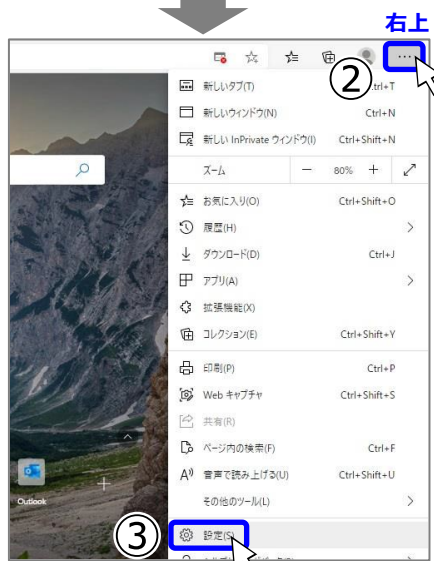 右上
②
新しいタブ(T) trl+T
新しいウィンドウ(N) Ctrl+N
新しい InPrivate ウィンドウ(I) Ctrl+Shift+N
ズーム − 80% +
お気に入り(O) Ctrl+Shift+O
履歴(H)
ダウンロード(D) Ctrl+J
アプリ(A)
拡張機能(X)
コレクション(E) Ctrl+Shift+Y
印刷(P) Ctrl+P
Web キャプチャ Ctrl+Shift+S
共有(R)
ページ内の検索(F) Ctrl+F
音声で読み上げる(U) Ctrl+Shift+U
Outlook
その他のツール(L)
③ 設定(S)